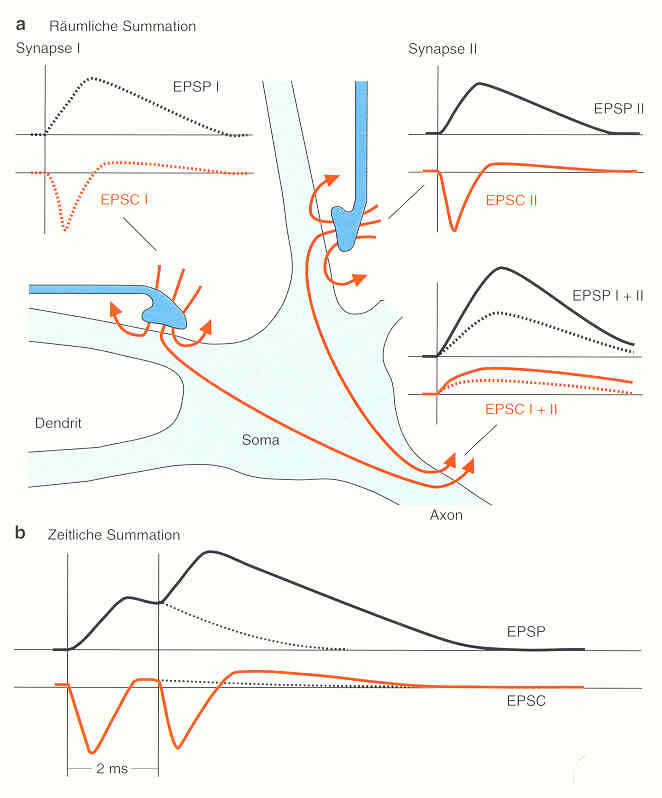 a Räumliche Summation
Synapse I
EPSP I
EPSC I
Synapse II
EPSP II
EPSC II
EPSP I + II
EPSC I + II
Dendrit
Soma
Axon
b Zeitliche Summation
EPSP
EPSC
2 ms